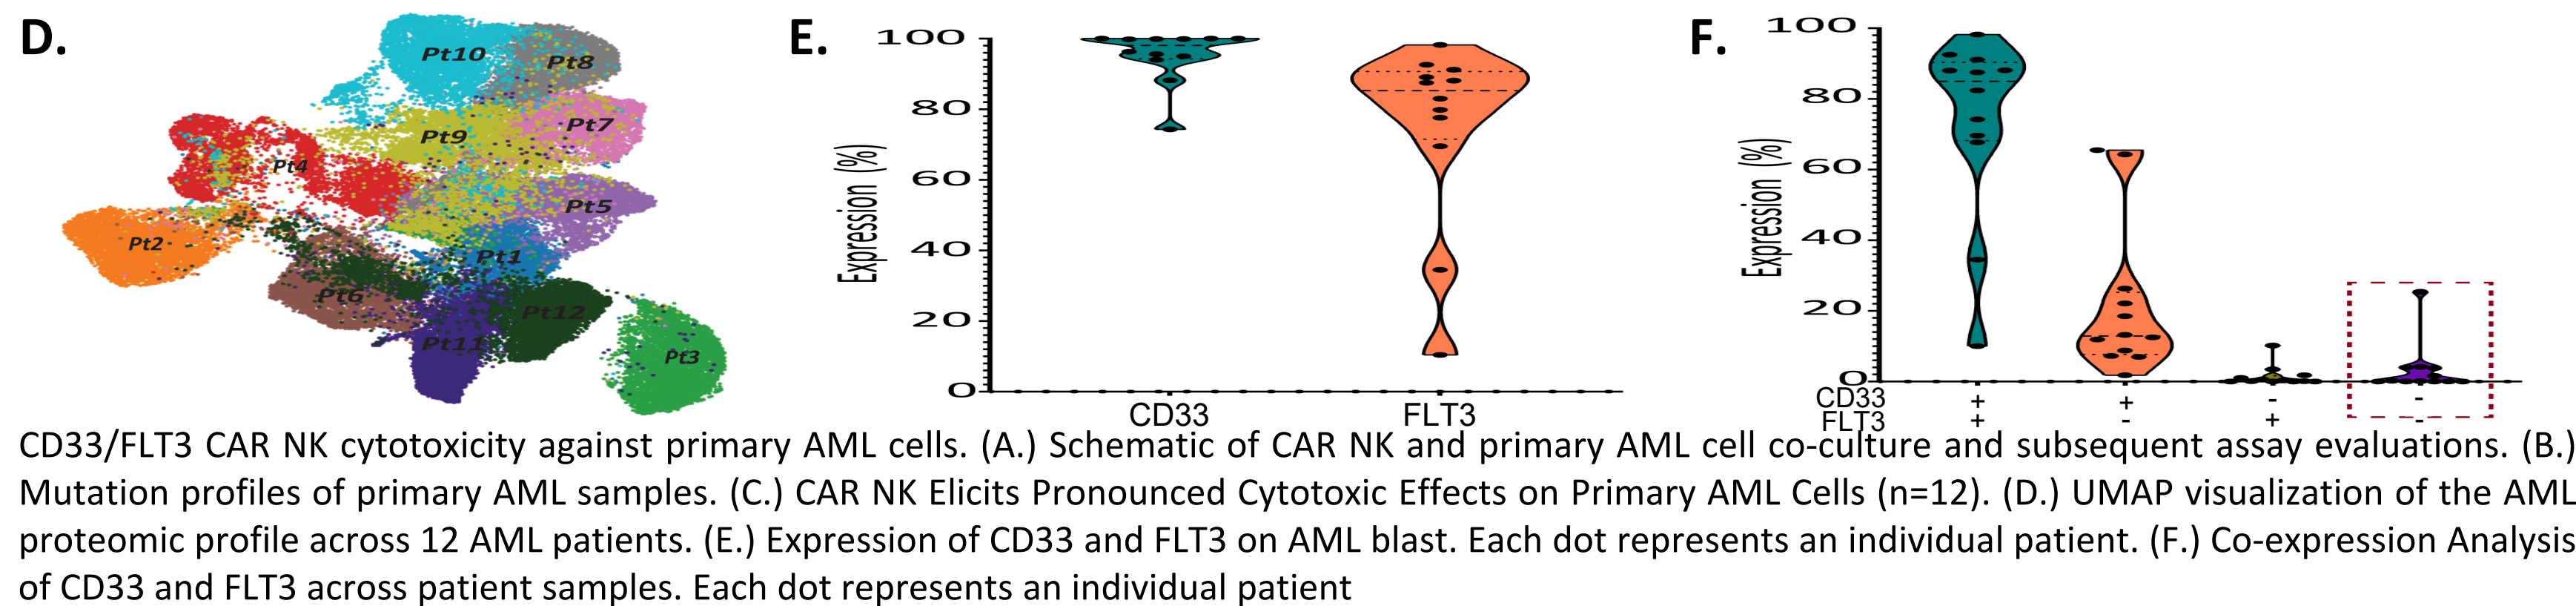 D.
Pt10
Pt8
Pt9
Pt7
Pt4
Pt5
Pt2
Pt1
Pt6
Pt12
Pt11
Pt3
E.
Expression (%)
100
80
60
40
20
0
CD33
FLT3
F.
Expression (%)
100
80
60
40
20
0
CD33 + + - -
FLT3 + - + -
CD33/FLT3 CAR NK cytotoxicity against primary AML cells. (A.) Schematic of CAR NK and primary AML cell co-culture and subsequent assay evaluations. (B.)
Mutation profiles of primary AML samples. (C.) CAR NK Elicits Pronounced Cytotoxic Effects on Primary AML Cells (n=12). (D.) UMAP visualization of the AML
proteomic profile across 12 AML patients. (E.) Expression of CD33 and FLT3 on AML blast. Each dot represents an individual patient. (F.) Co-expression Analysis
of CD33 and FLT3 across patient samples. Each dot represents an individual patient